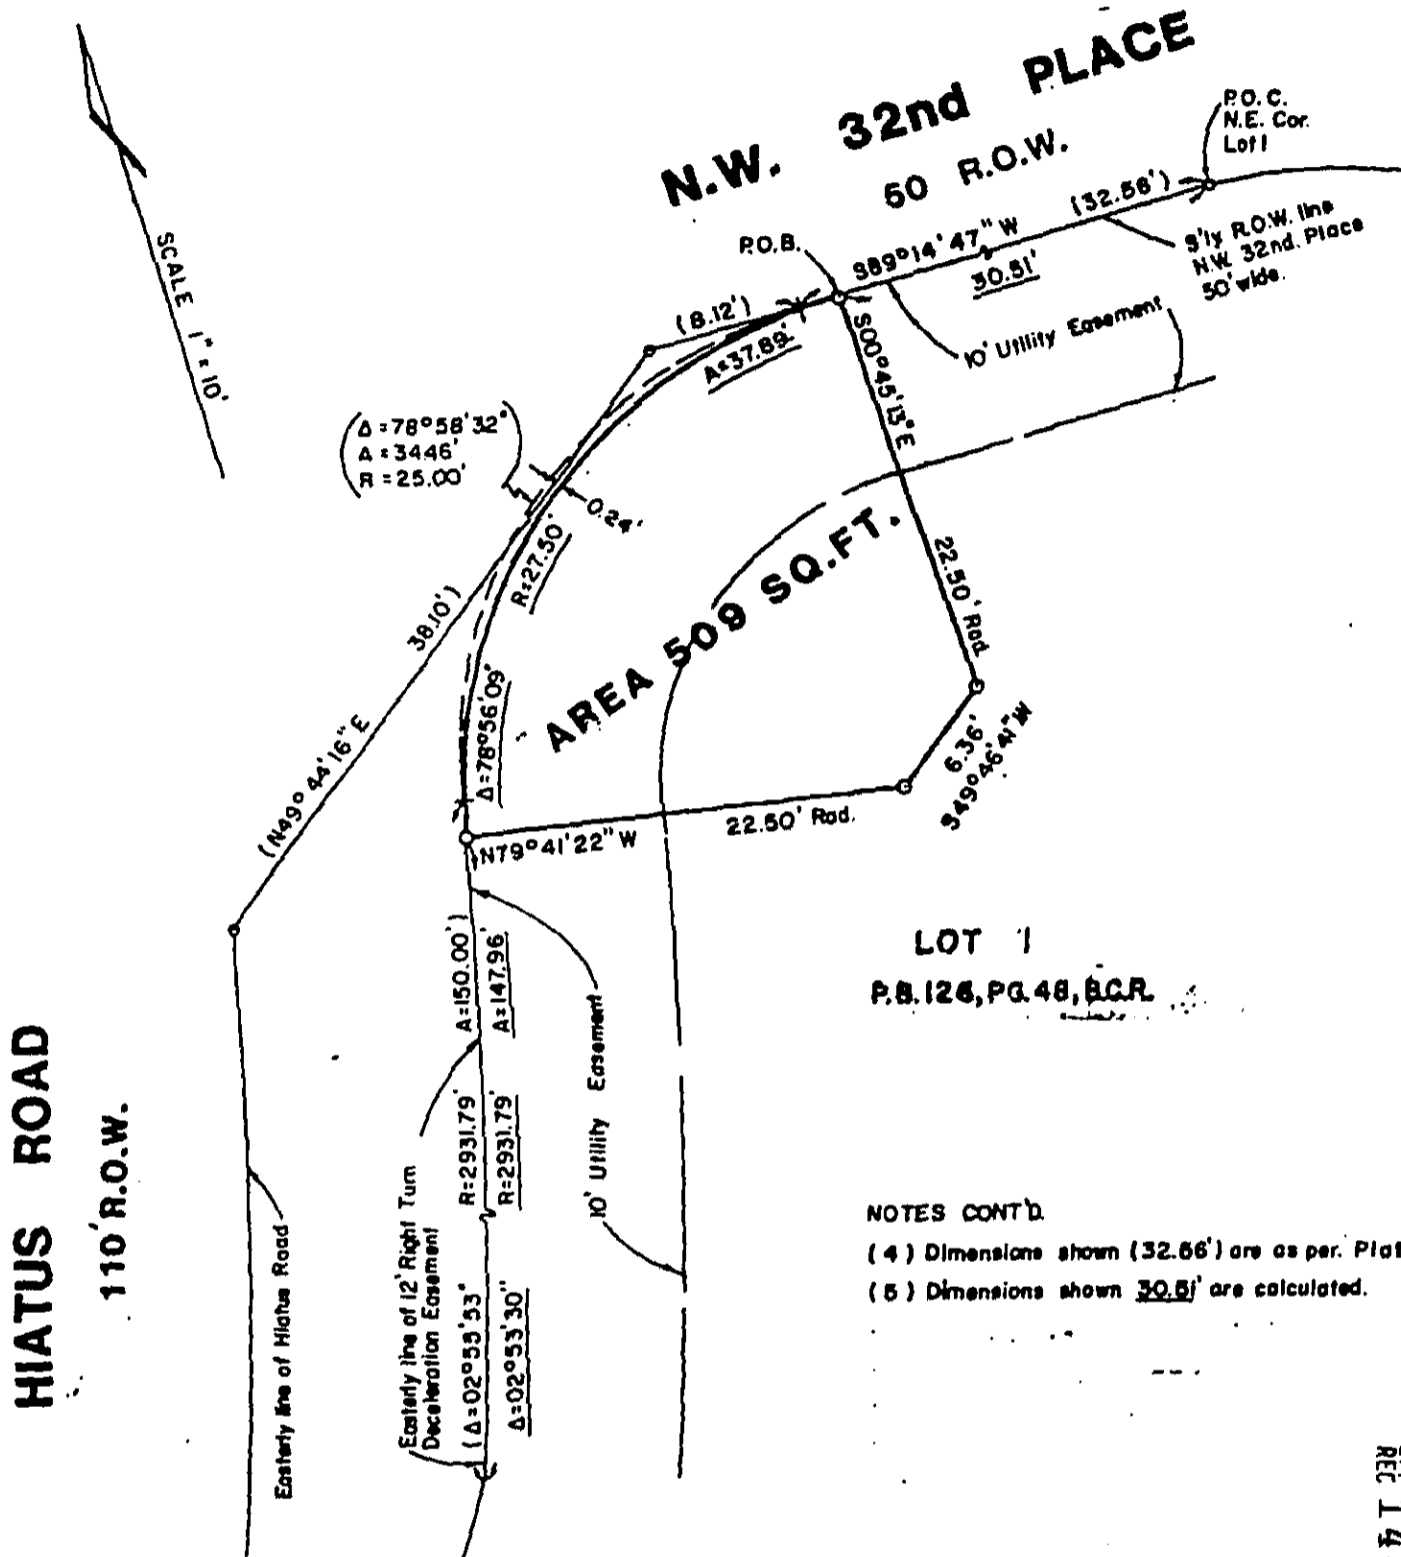 N.W. 32nd PLACE
50 R.O.W.
P.O.C.
N.E. Cor.
Lot 1
(32.56')
S'ly R.O.W. line
N.W. 32nd. Place
50' wide.
P.O.B.
S89°14'47"W
30.51'
10' Utility Easement
SCALE 1" = 10'
(8.12')
A=37.89'
S00°45'13"E
22.50' Rad.
Δ=78°58'32"
A=34.46'
R=25.00'
0.24'
R=27.50'
Δ=78°56'09"
AREA 509 SQ.FT.
38.10')
(N49°44'16"E
6.36'
S49°46'41"W
22.50' Rad.
N79°41'22"W
LOT 1
P.B.126, PG.48, B.C.R.
HIATUS ROAD
110' R.O.W.
Easterly line of Hiatus Road
Easterly line of 12' Right Turn
Deceleration Easement
A=150.00')
A=147.96'
R=2931.79'
R=2931.79'
(Δ=02°55'53"
Δ=02°53'30"
10' Utility Easement
NOTES CONT'D.
(4) Dimensions shown (32.56') are as per. Plat
(5) Dimensions shown 30.51' are calculated.
REC 14